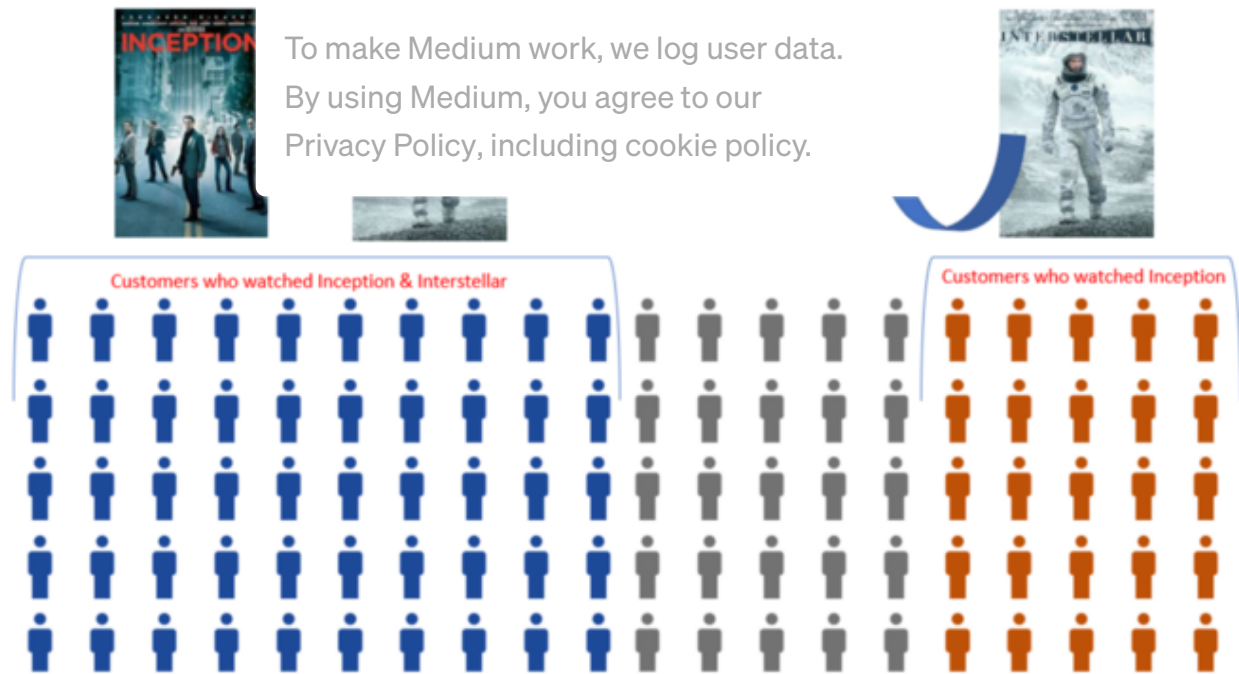 INCEPTION
To make Medium work, we log user data.
By using Medium, you agree to our
Privacy Policy, including cookie policy.
INTERSTELLAR
Customers who watched Inception & Interstellar
Customers who watched Inception